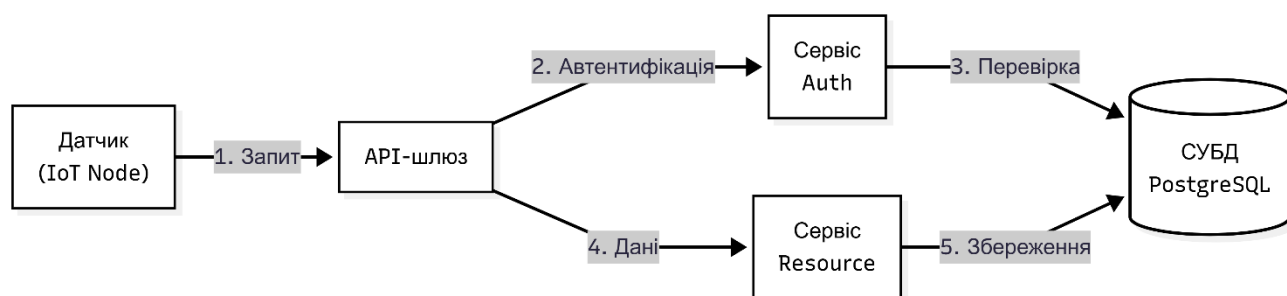 Датчик
(IoT Node)
1. Запит
API-шлюз
2. Автентифікація
Сервіс
Auth
3. Перевірка
4. Дані
Сервіс
Resource
5. Збереження
СУБД
PostgreSQL